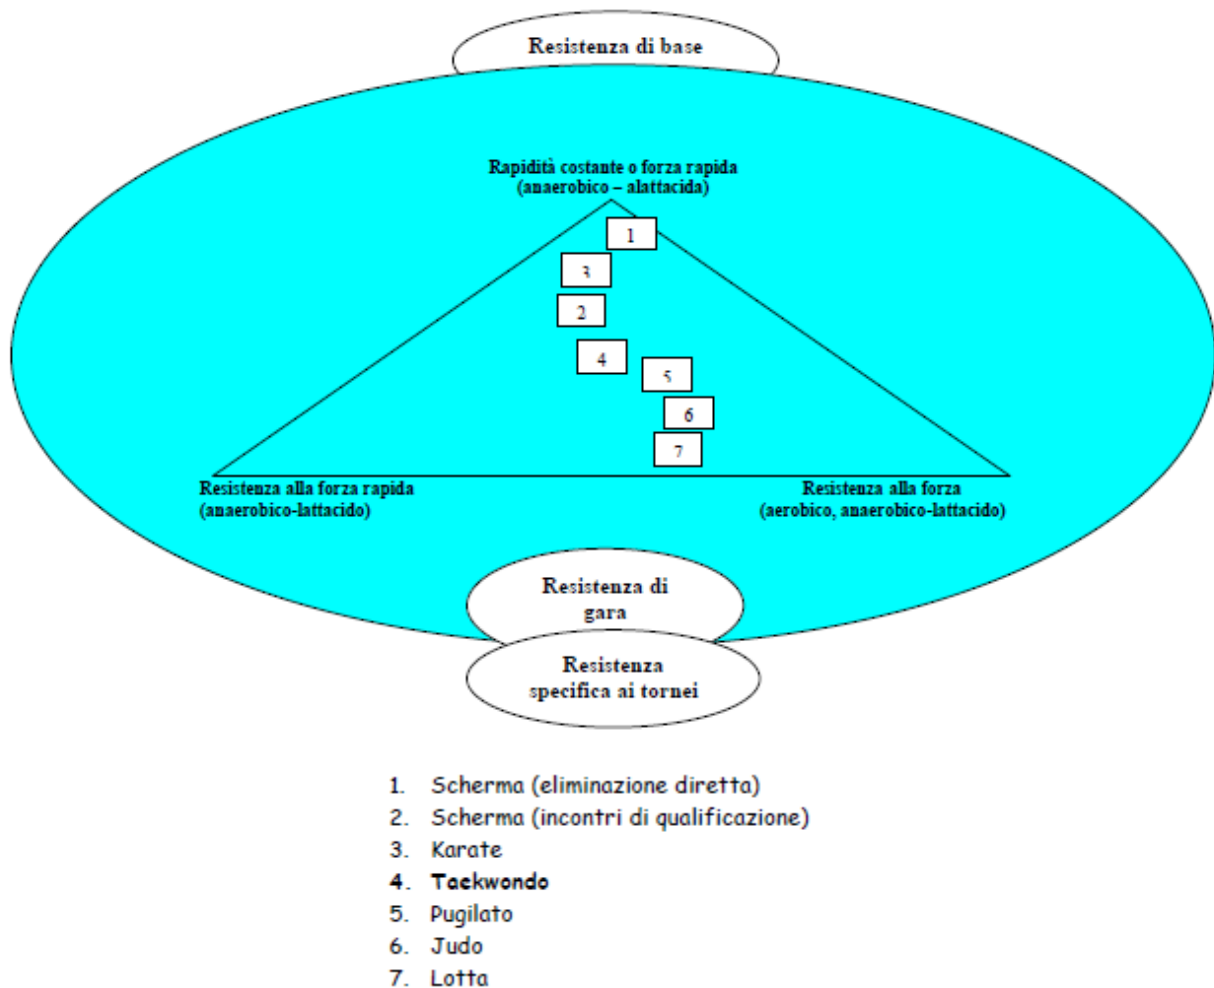 Resistenza di base
Rapidità costante o forza rapida
(anaerobico – alattacida)
1
3
2
4
5
6
7
Resistenza alla forza rapida
(anaerobico-lattacido)
Resistenza alla forza
(aerobico, anaerobico-lattacido)
Resistenza di
gara
Resistenza
specifica ai tornei
1. Scherma (eliminazione diretta)
2. Scherma (incontri di qualificazione)
3. Karate
4. Taekwondo
5. Pugilato
6. Judo
7. Lotta